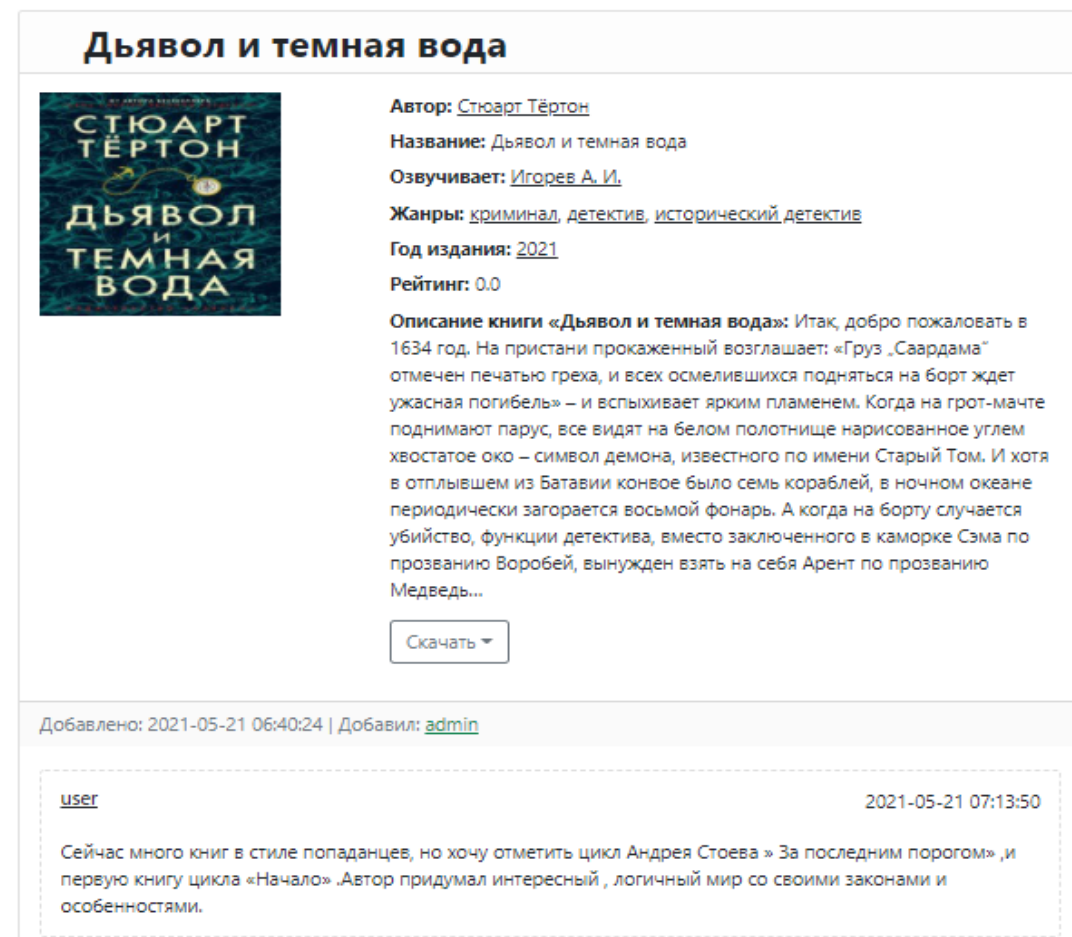 Дьявол и темная вода
СТЮАРТ
ТЁРТОН
ДЬЯВОЛ
И
ТЕМНАЯ
ВОДА
Автор: Стюарт Тёртон
Название: Дьявол и темная вода
Озвучивает: Игорев А. И.
Жанры: криминал, детектив, исторический детектив
Год издания: 2021
Рейтинг: 0.0
Описание книги «Дьявол и темная вода»: Итак, добро пожаловать в
1634 год. На пристани прокаженный возглашает: «Груз „Саардама“
отмечен печатью греха, и всех осмелившихся подняться на борт ждет
ужасная погибель» – и вспыхивает ярким пламенем. Когда на грот-мачте
поднимают парус, все видят на белом полотнище нарисованное углем
хвостатое око – символ демона, известного по имени Старый Том. И хотя
в отплывшем из Батавии конвое было семь кораблей, в ночном океане
периодически загорается восьмой фонарь. А когда на борту случается
убийство, функции детектива, вместо заключенного в каморке Сэма по
прозванию Воробей, вынужден взять на себя Арент по прозванию
Медведь...
Скачать
Добавлено: 2021-05-21 06:40:24 | Добавил: admin
user
2021-05-21 07:13:50
Сейчас много книг в стиле попаданцев, но хочу отметить цикл Андрея Стоева » За последним порогом» ,и
первую книгу цикла «Начало» .Автор придумал интересный , логичный мир со своими законами и
особенностями.